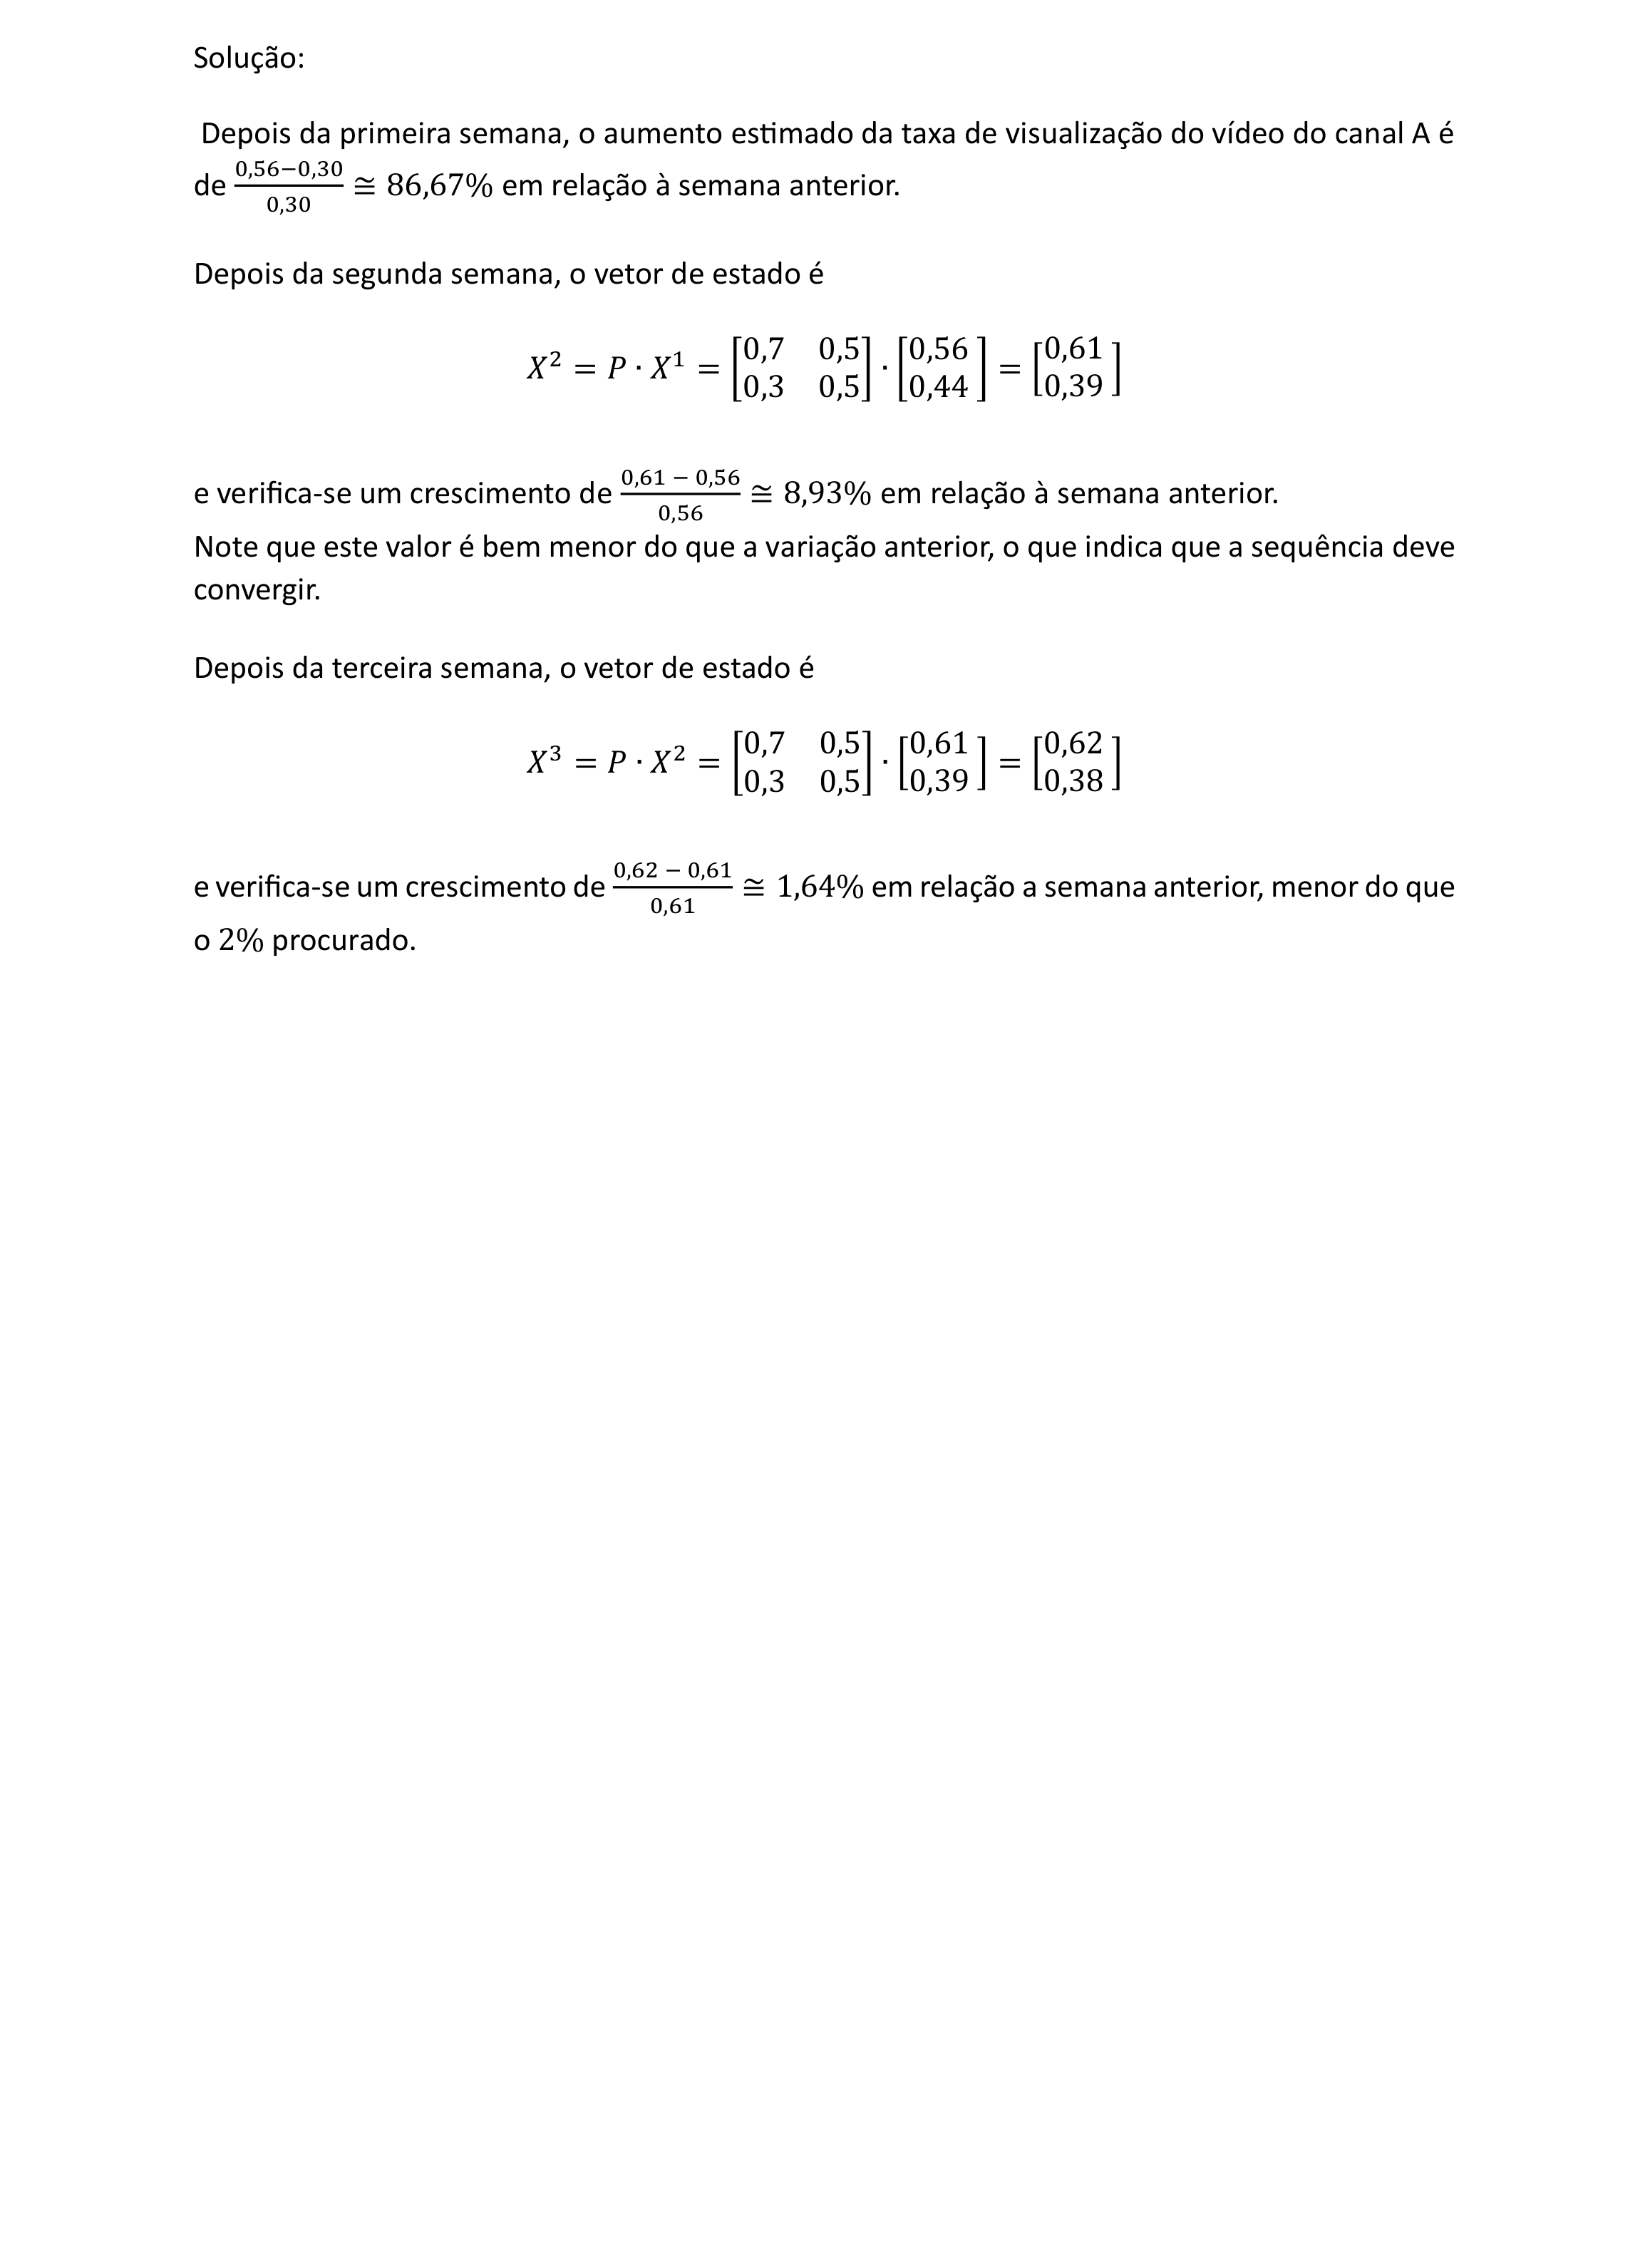 Solução:
Depois da primeira semana, o aumento estimado da taxa de visualização do vídeo do canal A é
de \frac{0,56−0,30}{0,30} ≅ 86,67% em relação à semana anterior.
Depois da segunda semana, o vetor de estado é
X^2 = P · X^1 = \begin{bmatrix} 0,7 & 0,5 \\ 0,3 & 0,5 \end{bmatrix} · \begin{bmatrix} 0,56 \\ 0,44 \end{bmatrix} = \begin{bmatrix} 0,61 \\ 0,39 \end{bmatrix}
e verifica-se um crescimento de \frac{0,61 − 0,56}{0,56} ≅ 8,93% em relação à semana anterior.
Note que este valor é bem menor do que a variação anterior, o que indica que a sequência deve
convergir.
Depois da terceira semana, o vetor de estado é
X^3 = P · X^2 = \begin{bmatrix} 0,7 & 0,5 \\ 0,3 & 0,5 \end{bmatrix} · \begin{bmatrix} 0,61 \\ 0,39 \end{bmatrix} = \begin{bmatrix} 0,62 \\ 0,38 \end{bmatrix}
e verifica-se um crescimento de \frac{0,62 − 0,61}{0,61} ≅ 1,64% em relação a semana anterior, menor do que
o 2% procurado.